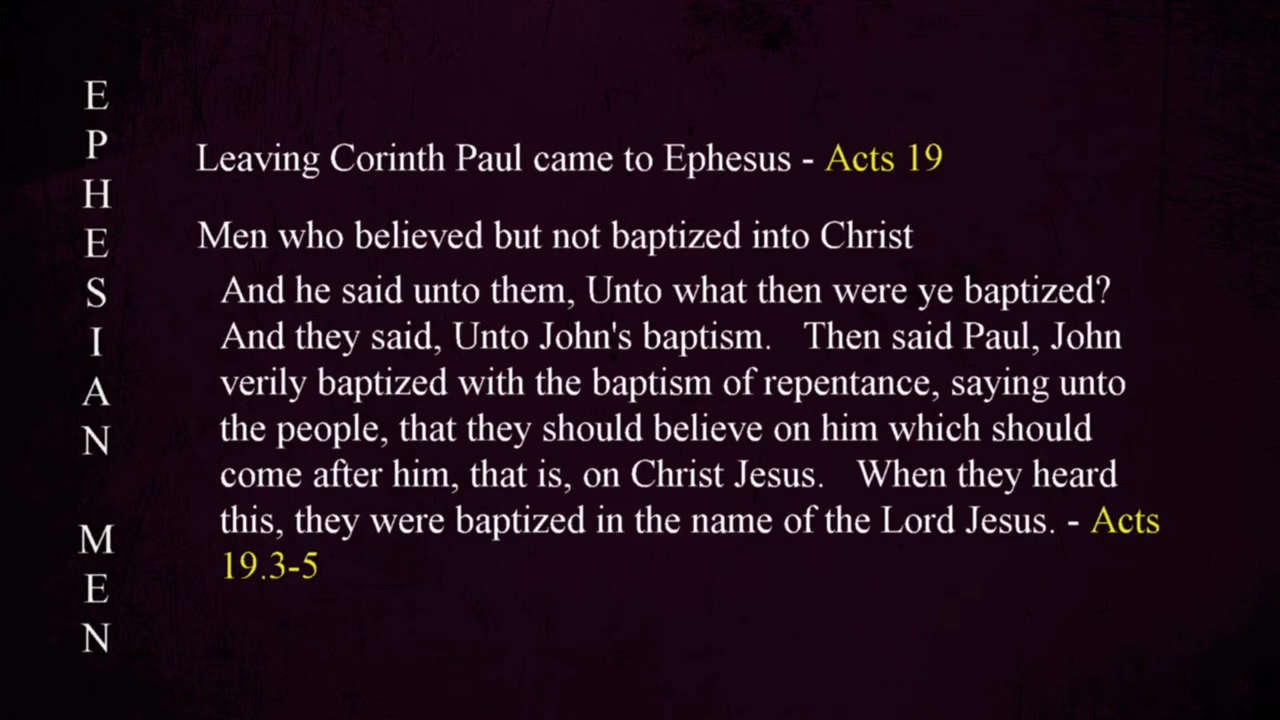 E
P
H
E
S
I
A
N
M
E
N
Leaving Corinth Paul came to Ephesus - Acts 19
Men who believed but not baptized into Christ
And he said unto them, Unto what then were ye baptized?
And they said, Unto John's baptism. Then said Paul, John
verily baptized with the baptism of repentance, saying unto
the people, that they should believe on him which should
come after him, that is, on Christ Jesus. When they heard
this, they were baptized in the name of the Lord Jesus. - Acts
19.3-5